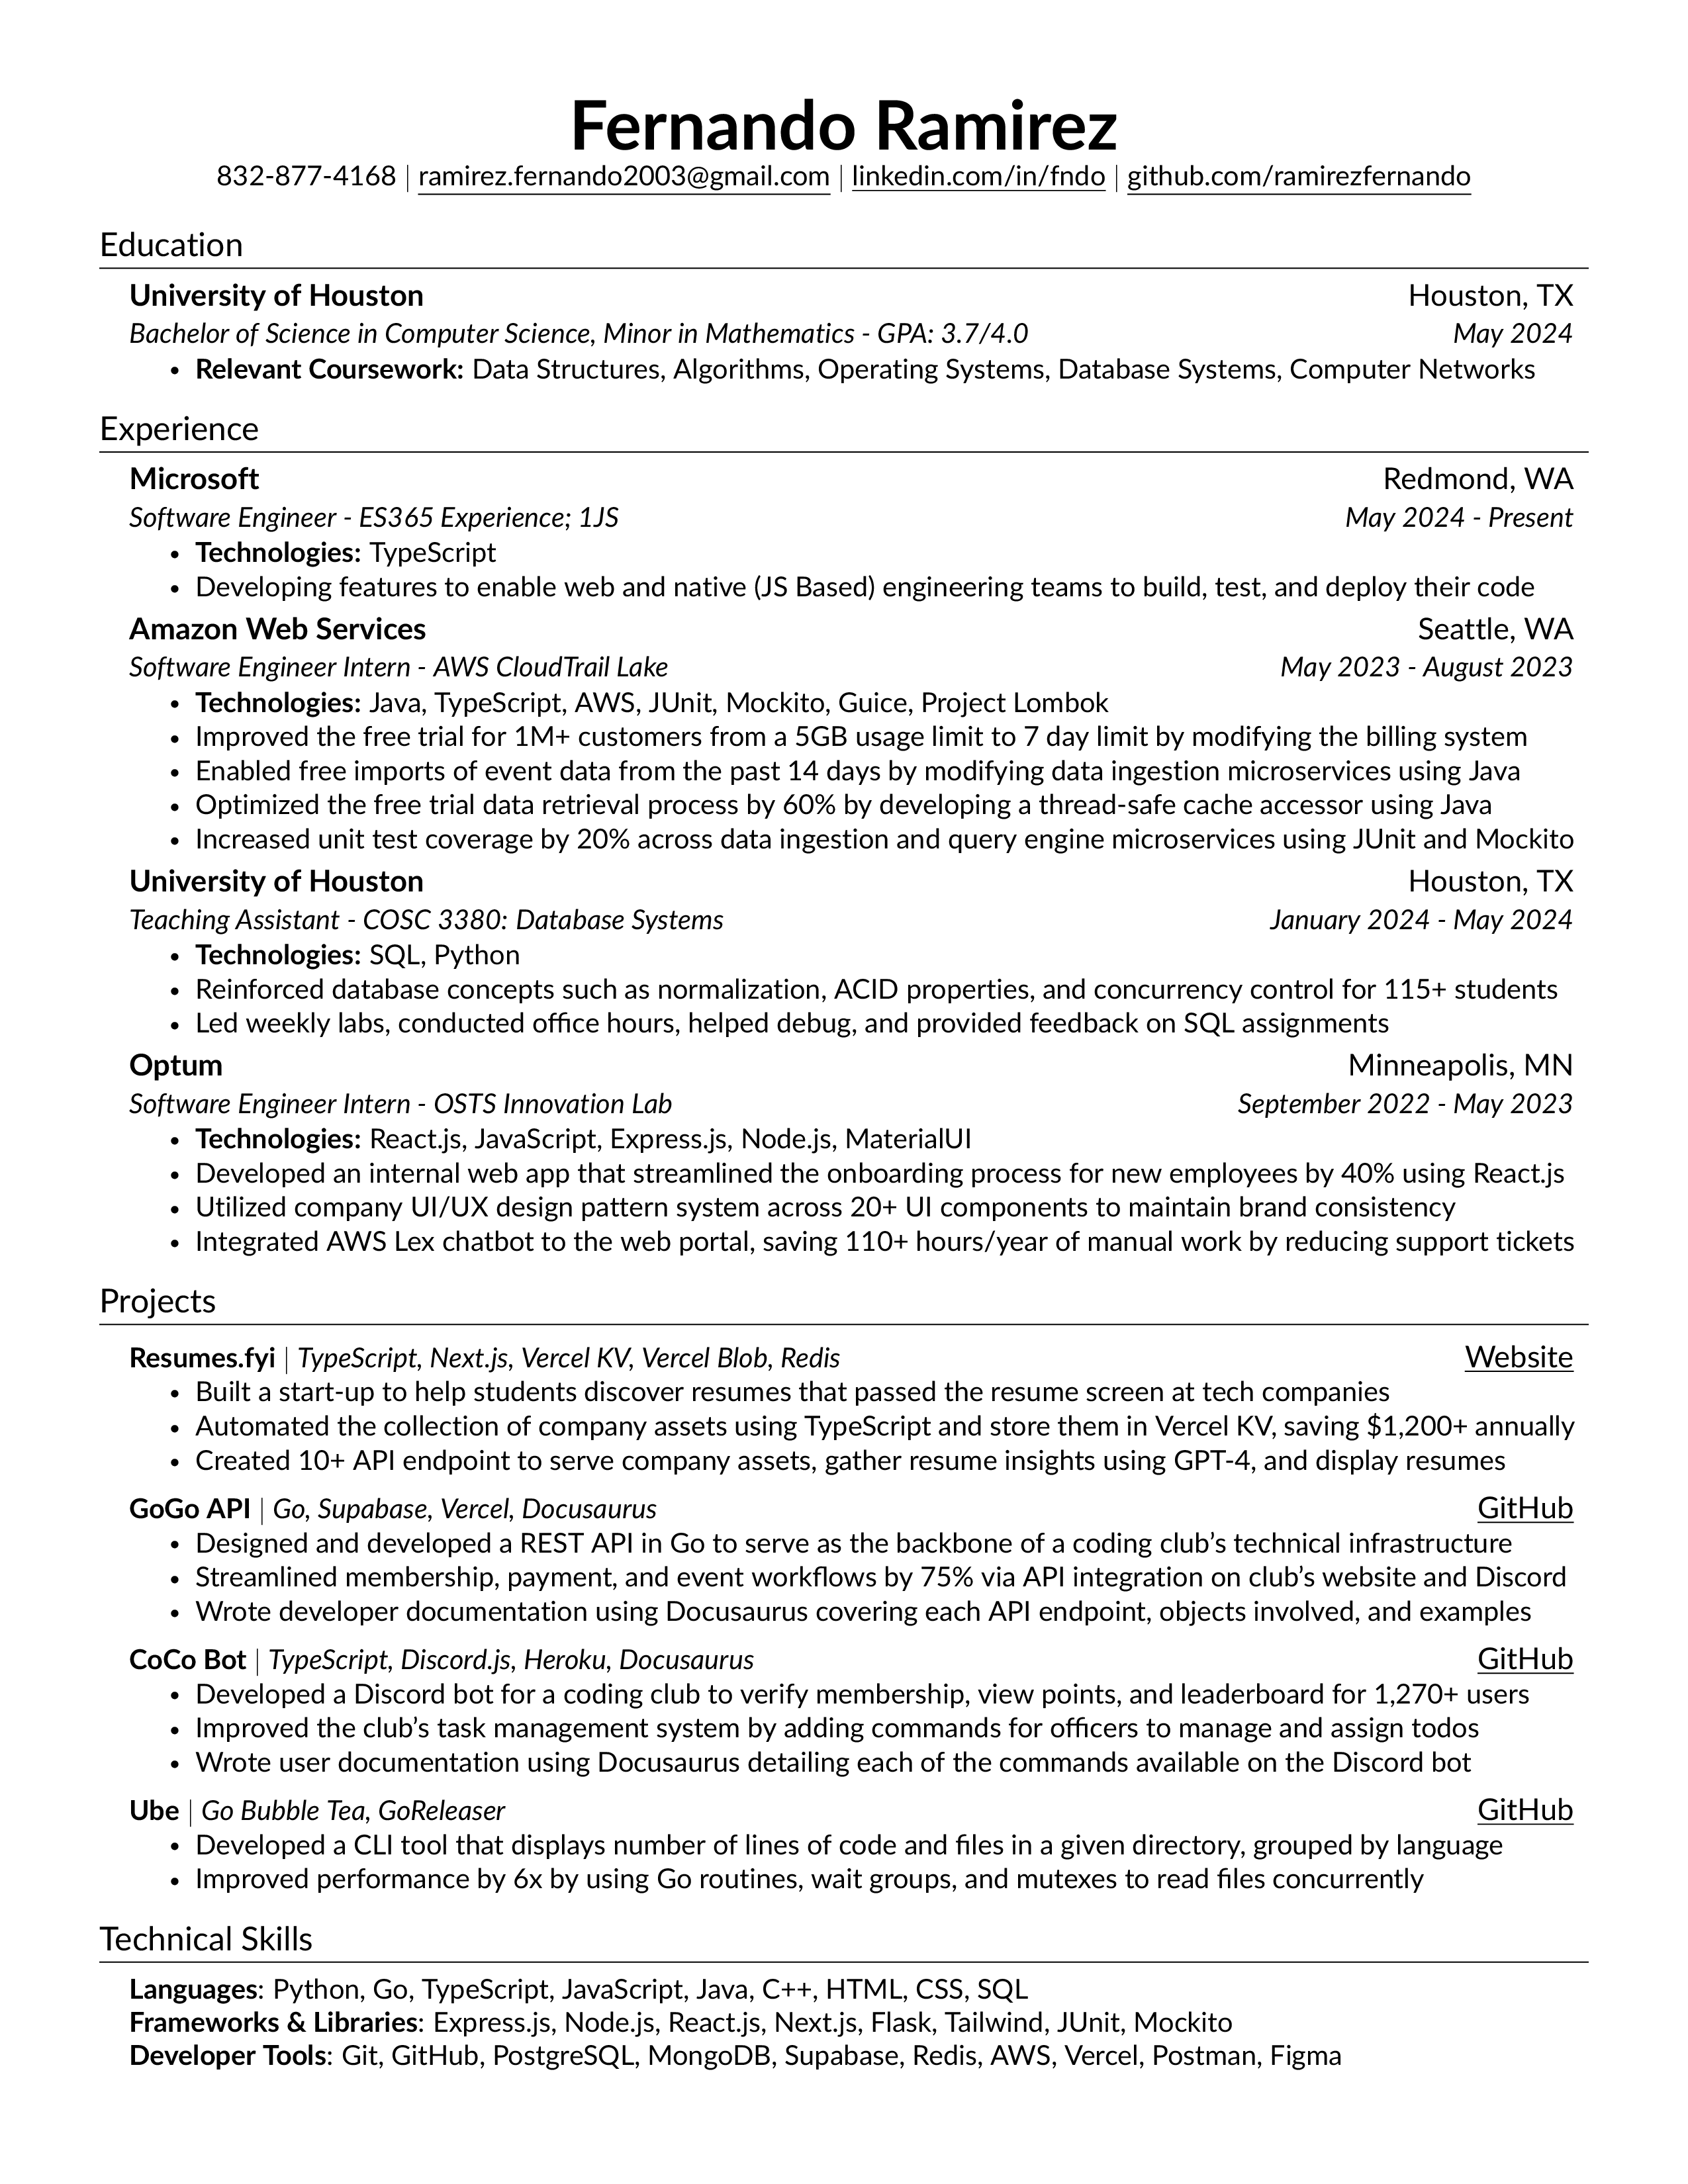 Fernando Ramirez
832-877-4168 | ramirez.fernando2003@gmail.com | linkedin.com/in/fndo | github.com/ramirezfernando
Education
University of Houston Houston, TX
Bachelor of Science in Computer Science, Minor in Mathematics - GPA: 3.7/4.0 May 2024
• Relevant Coursework: Data Structures, Algorithms, Operating Systems, Database Systems, Computer Networks
Experience
Microsoft Redmond, WA
Software Engineer - ES365 Experience; 1JS May 2024 - Present
• Technologies: TypeScript
• Developing features to enable web and native (JS Based) engineering teams to build, test, and deploy their code
Amazon Web Services Seattle, WA
Software Engineer Intern - AWS CloudTrail Lake May 2023 - August 2023
• Technologies: Java, TypeScript, AWS, JUnit, Mockito, Guice, Project Lombok
• Improved the free trial for 1M+ customers from a 5GB usage limit to 7 day limit by modifying the billing system
• Enabled free imports of event data from the past 14 days by modifying data ingestion microservices using Java
• Optimized the free trial data retrieval process by 60% by developing a thread-safe cache accessor using Java
• Increased unit test coverage by 20% across data ingestion and query engine microservices using JUnit and Mockito
University of Houston Houston, TX
Teaching Assistant - COSC 3380: Database Systems January 2024 - May 2024
• Technologies: SQL, Python
• Reinforced database concepts such as normalization, ACID properties, and concurrency control for 115+ students
• Led weekly labs, conducted office hours, helped debug, and provided feedback on SQL assignments
Optum Minneapolis, MN
Software Engineer Intern - OSTS Innovation Lab September 2022 - May 2023
• Technologies: React.js, JavaScript, Express.js, Node.js, MaterialUI
• Developed an internal web app that streamlined the onboarding process for new employees by 40% using React.js
• Utilized company UI/UX design pattern system across 20+ UI components to maintain brand consistency
• Integrated AWS Lex chatbot to the web portal, saving 110+ hours/year of manual work by reducing support tickets
Projects
Resumes.fyi | TypeScript, Next.js, Vercel KV, Vercel Blob, Redis Website
• Built a start-up to help students discover resumes that passed the resume screen at tech companies
• Automated the collection of company assets using TypeScript and store them in Vercel KV, saving $1,200+ annually
• Created 10+ API endpoint to serve company assets, gather resume insights using GPT-4, and display resumes
GoGo API | Go, Supabase, Vercel, Docusaurus GitHub
• Designed and developed a REST API in Go to serve as the backbone of a coding club’s technical infrastructure
• Streamlined membership, payment, and event workflows by 75% via API integration on club’s website and Discord
• Wrote developer documentation using Docusaurus covering each API endpoint, objects involved, and examples
CoCo Bot | TypeScript, Discord.js, Heroku, Docusaurus GitHub
• Developed a Discord bot for a coding club to verify membership, view points, and leaderboard for 1,270+ users
• Improved the club’s task management system by adding commands for officers to manage and assign todos
• Wrote user documentation using Docusaurus detailing each of the commands available on the Discord bot
Ube | Go Bubble Tea, GoReleaser GitHub
• Developed a CLI tool that displays number of lines of code and files in a given directory, grouped by language
• Improved performance by 6x by using Go routines, wait groups, and mutexes to read files concurrently
Technical Skills
Languages: Python, Go, TypeScript, JavaScript, Java, C++, HTML, CSS, SQL
Frameworks & Libraries: Express.js, Node.js, React.js, Next.js, Flask, Tailwind, JUnit, Mockito
Developer Tools: Git, GitHub, PostgreSQL, MongoDB, Supabase, Redis, AWS, Vercel, Postman, Figma